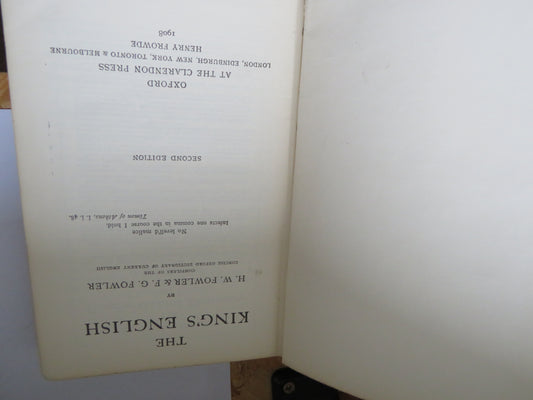 THE
KING'S ENGLISH
BY
H. W. FOWLER & F. G. FOWLER
COMPILERS OF THE
CONCISE OXFORD DICTIONARY OF CURRENT ENGLISH
No levell'd malice
Infects one comma in the course I hold.
Timon of Athens, I. i. 48.
SECOND EDITION
OXFORD
AT THE CLARENDON PRESS
LONDON, EDINBURGH, NEW YORK, TORONTO & MELBOURNE
HENRY FROWDE
1908